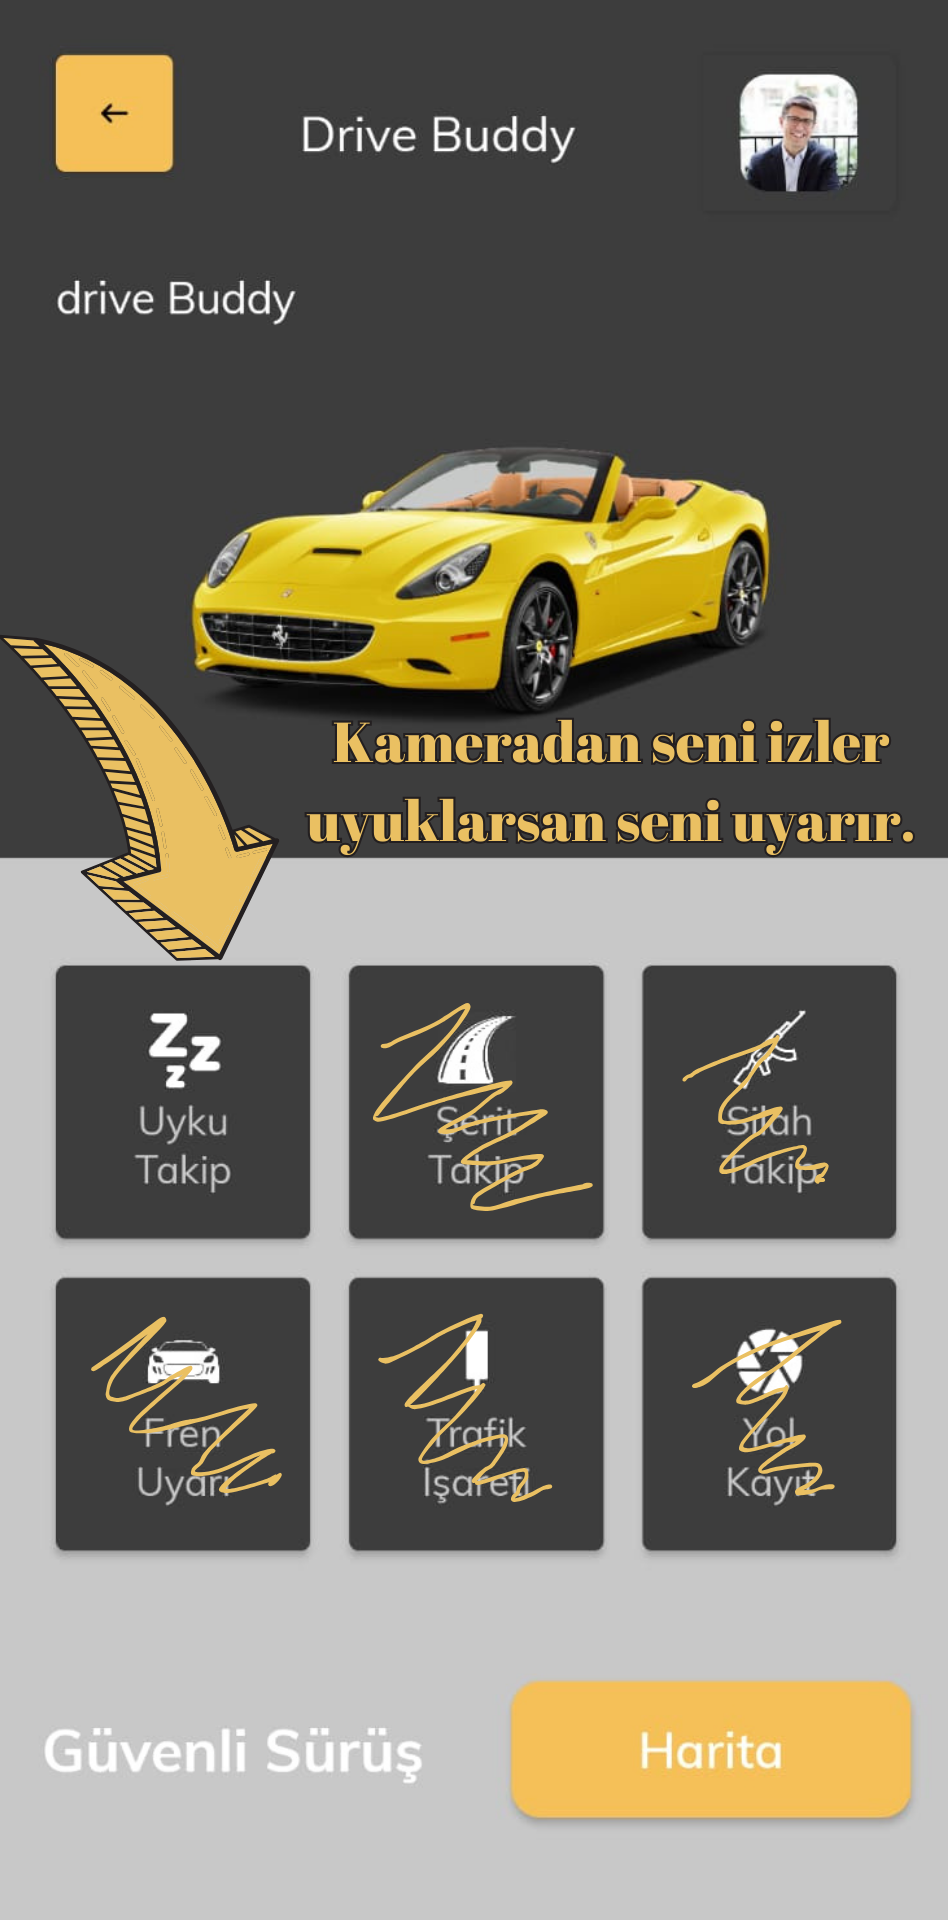 Drive Buddy
drive Buddy
Kameradan seni izler
uyuklarsan seni uyarır.
Uyku
Takip
Şerit
Takip
Silah
Takip
Fren
Uyarı
Trafik
Işareti
Yol
Kayıt
Güvenli Sürüş
Harita